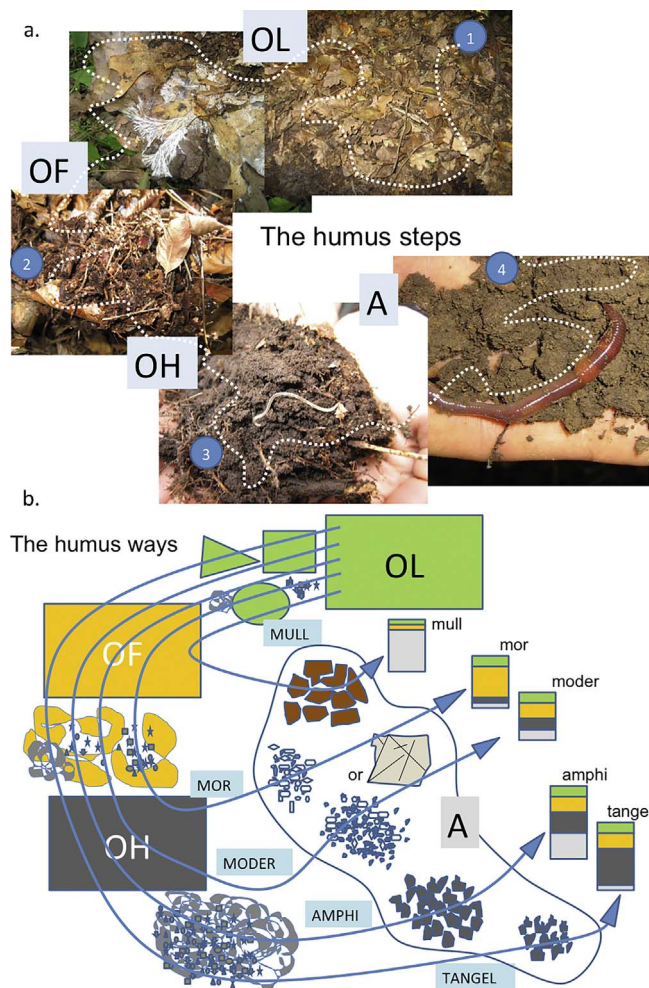 a.
OL
1
OF
2
The humus steps
A
4
OH
3
b.
The humus ways
OL
OF
MULL
mull
mor
moder
or
MOR
A
amphi
tange
OH
MODER
AMPHI
TANGEL